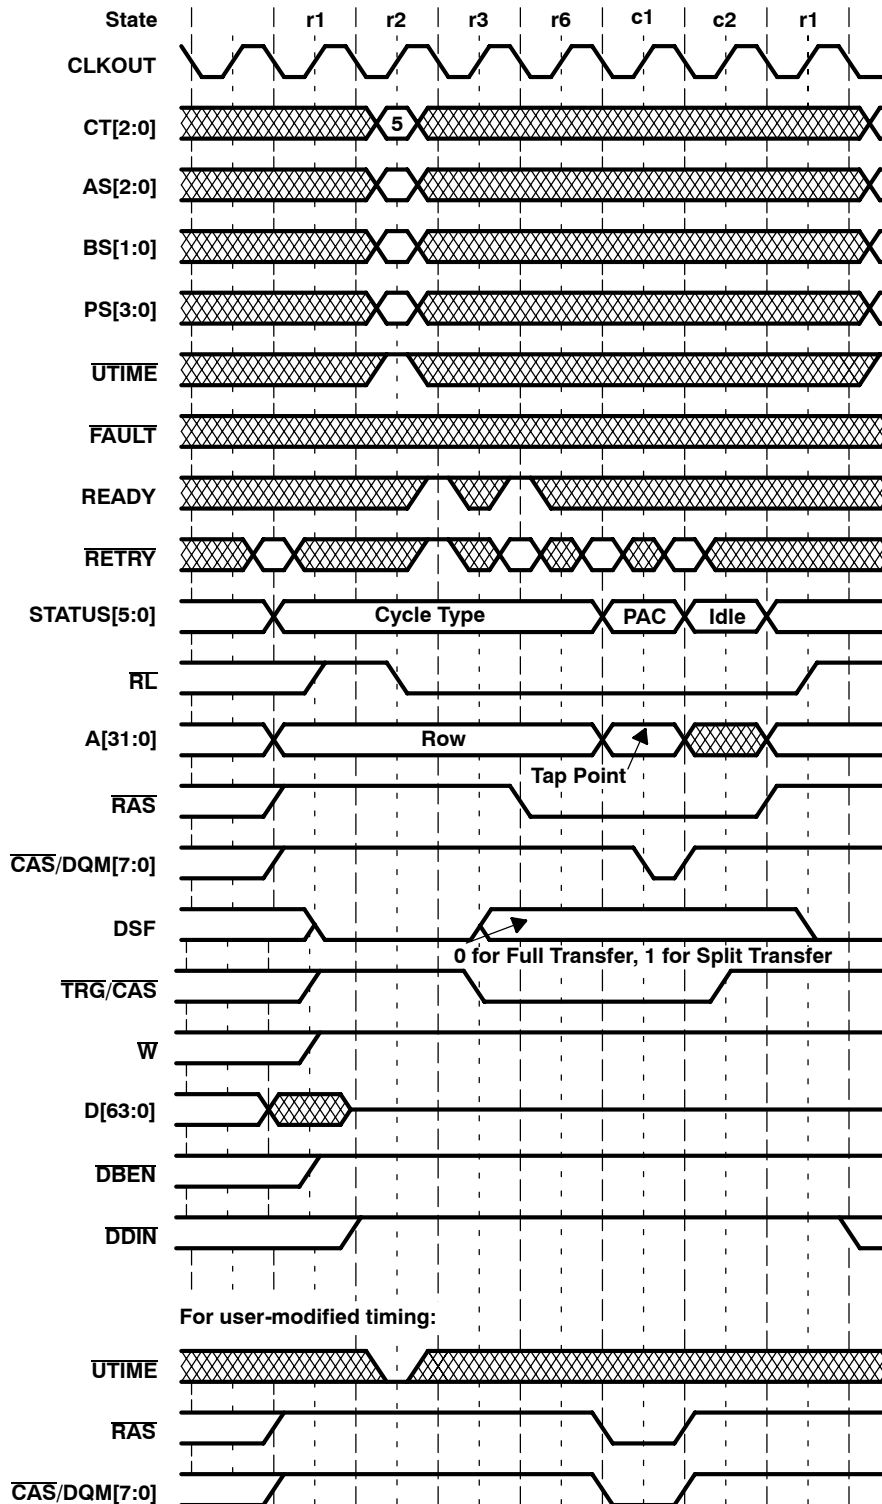 State r1 r2 r3 r6 c1 c2 r1
CLKOUT
CT[2:0] 5
AS[2:0]
BS[1:0]
PS[3:0]
UTIME
FAULT
READY
RETRY
STATUS[5:0] Cycle Type PAC Idle
RL
A[31:0] Row
Tap Point
RAS
CAS/DQM[7:0]
DSF
0 for Full Transfer, 1 for Split Transfer
TRG/CAS
W
D[63:0]
DBEN
DDIN
For user-modified timing:
UTIME
RAS
CAS/DQM[7:0]